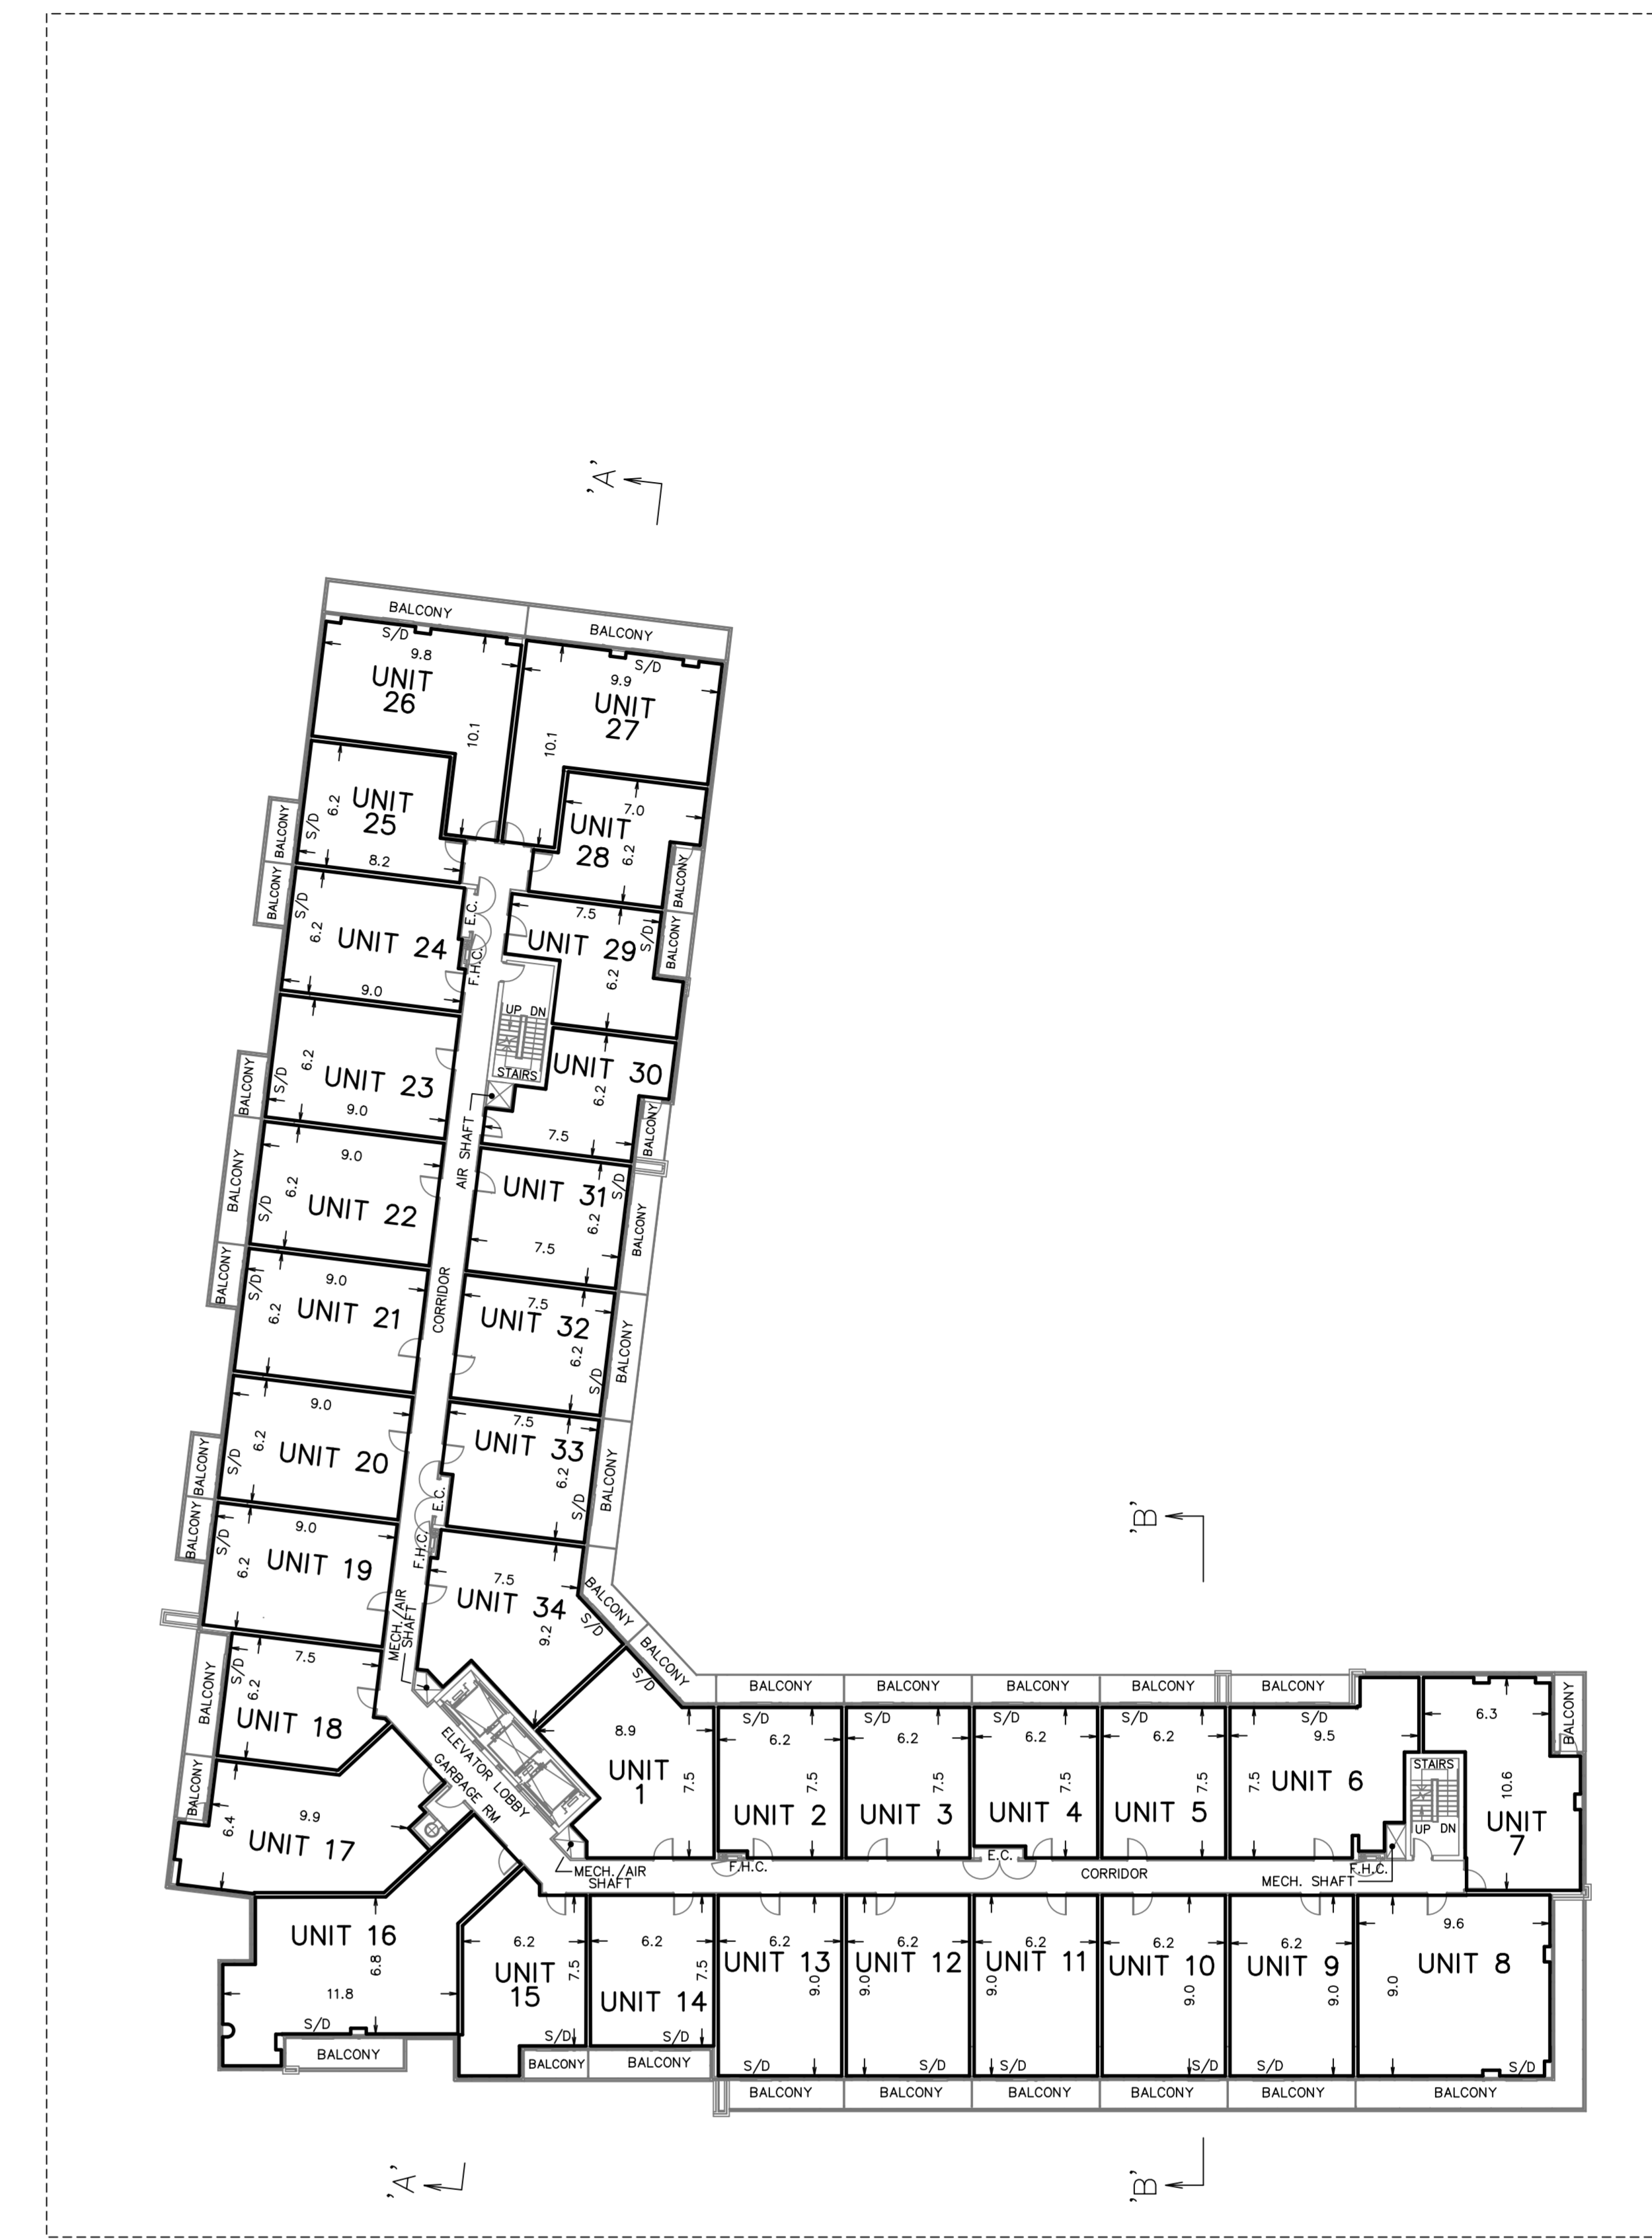 'A'
BALCONY
BALCONY
S/D
9.8
UNIT
26
10.1
S/D
9.9
UNIT
27
10.1
UNIT
25
6.2
S/D
8.2
BALCONY
BALCONY
7.0
UNIT
28
6.2
BALCONY
S/D
6.2
UNIT 24
9.0
E.C.
F.H.C.
7.5
UNIT 29
S/D
6.2
BALCONY
UP DN
STAIRS
6.2
UNIT 23
S/D
9.0
BALCONY
UNIT 30
6.2
7.5
BALCONY
AIR SHAFT
9.0
6.2
UNIT 22
S/D
BALCONY
UNIT 31
S/D
6.2
7.5
BALCONY
9.0
S/D
UNIT 21
6.2
BALCONY
CORRIDOR
7.5
UNIT 32
6.2
S/D
BALCONY
9.0
6.2
UNIT 20
S/D
BALCONY
7.5
UNIT 33
6.2
S/D
BALCONY
E.C.
F.H.C.
9.0
S/D
UNIT 19
6.2
BALCONY
MECH./AIR
SHAFT
7.5
UNIT 34
9.2
S/D
BALCONY
BALCONY
7.5
S/D
6.2
UNIT 18
BALCONY
ELEVATOR LOBBY
GARBAGE RM
S/D
8.9
UNIT
1
7.5
MECH./AIR
SHAFT
9.9
6.4
UNIT 17
BALCONY
'B'
BALCONY
BALCONY
BALCONY
BALCONY
BALCONY
BALCONY
S/D
6.2
7.5
UNIT 2
S/D
6.2
7.5
UNIT 3
S/D
6.2
7.5
UNIT 4
S/D
6.2
7.5
UNIT 5
S/D
9.5
7.5
UNIT 6
STAIRS
UP DN
6.3
10.6
UNIT
7
F.H.C.
E.C.
CORRIDOR
F.H.C.
MECH. SHAFT
UNIT 16
6.8
11.8
S/D
BALCONY
6.2
UNIT
15
7.5
S/D
BALCONY
6.2
7.5
UNIT 14
S/D
BALCONY
6.2
UNIT 13
9.0
S/D
BALCONY
6.2
UNIT 12
9.0
S/D
BALCONY
6.2
UNIT 11
9.0
S/D
BALCONY
6.2
UNIT 10
9.0
S/D
BALCONY
6.2
UNIT 9
9.0
S/D
BALCONY
9.6
UNIT 8
9.0
S/D
BALCONY
'A'
'B'